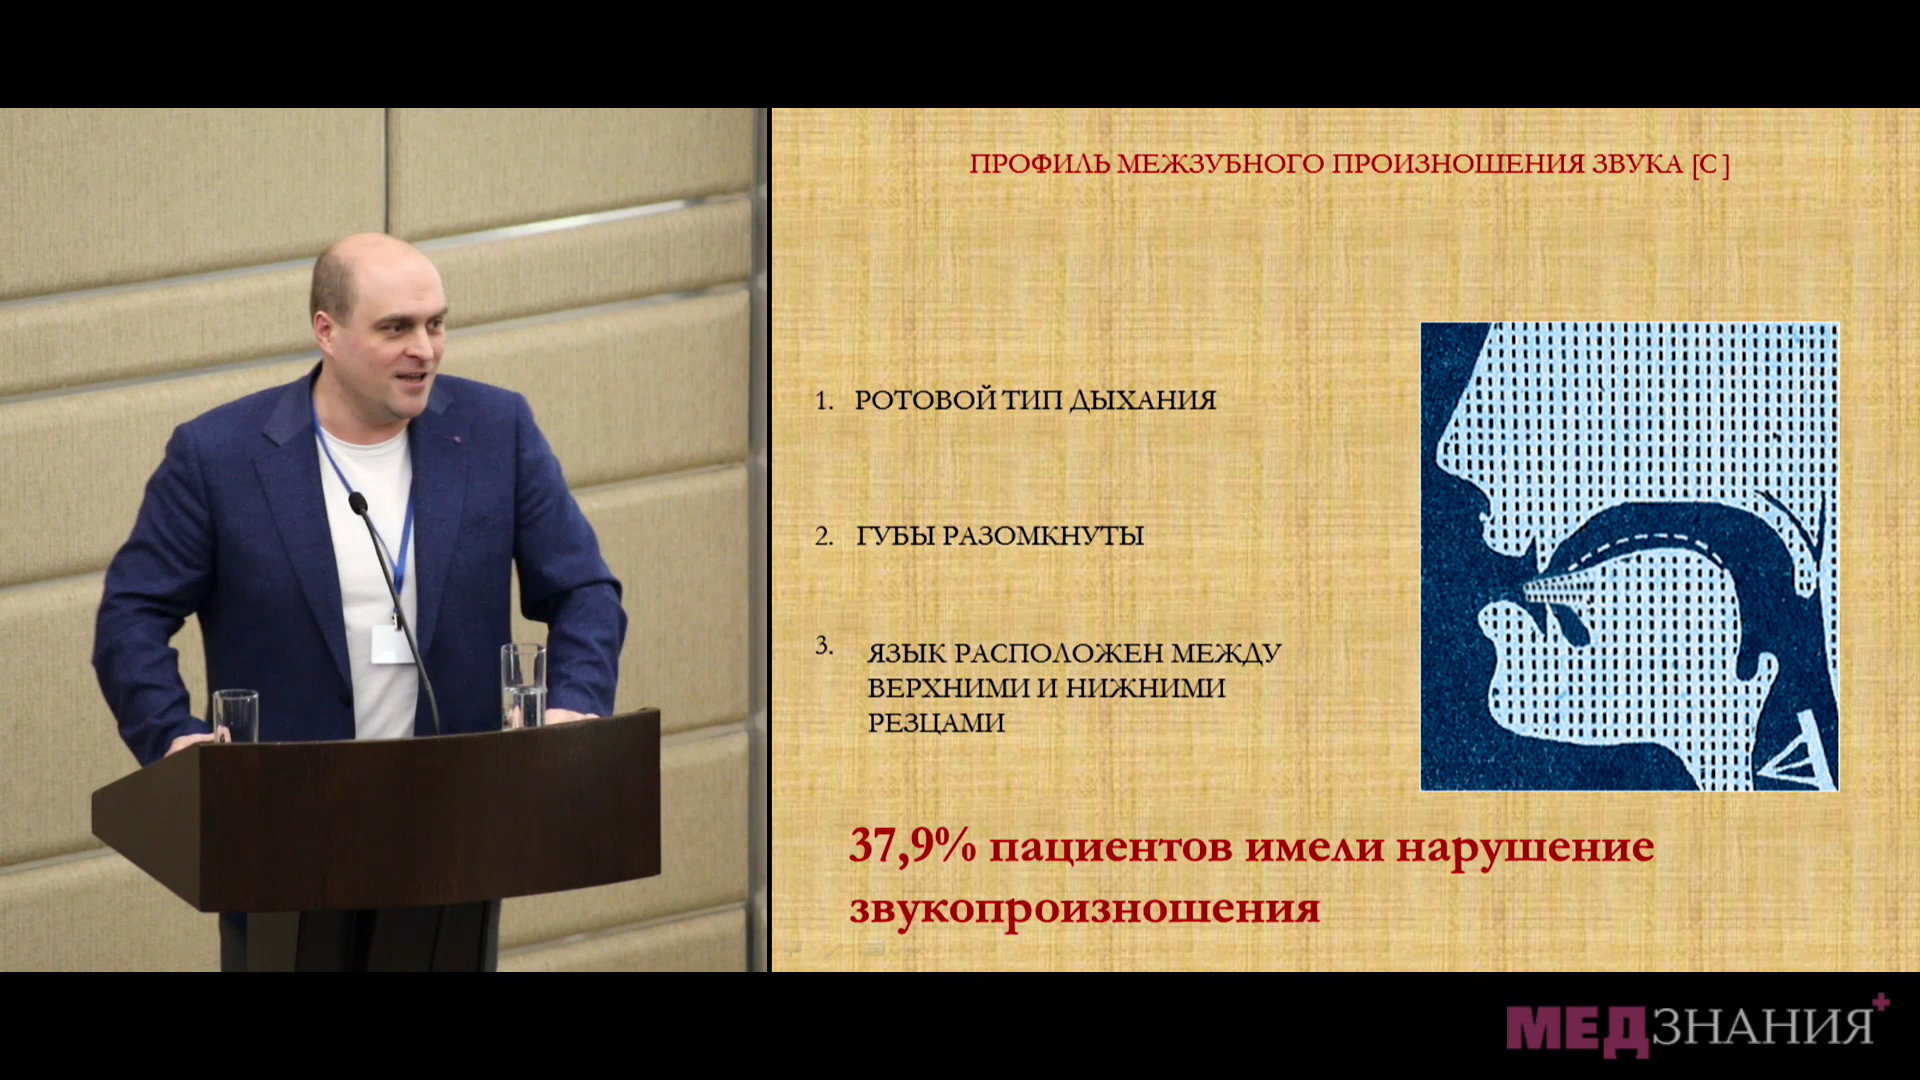 ПРОФИЛЬ МЕЖЗУБНОГО ПРОИЗНОШЕНИЯ ЗВУКА [С]
1. РОТОВОЙ ТИП ДЫХАНИЯ
2. ГУБЫ РАЗОМКНУТЫ
3. ЯЗЫК РАСПОЛОЖЕН МЕЖДУ
ВЕРХНИМИ И НИЖНИМИ
РЕЗЦАМИ
37,9% пациентов имели нарушение
звукопроизношения
МЕДЗНАНИЯ+